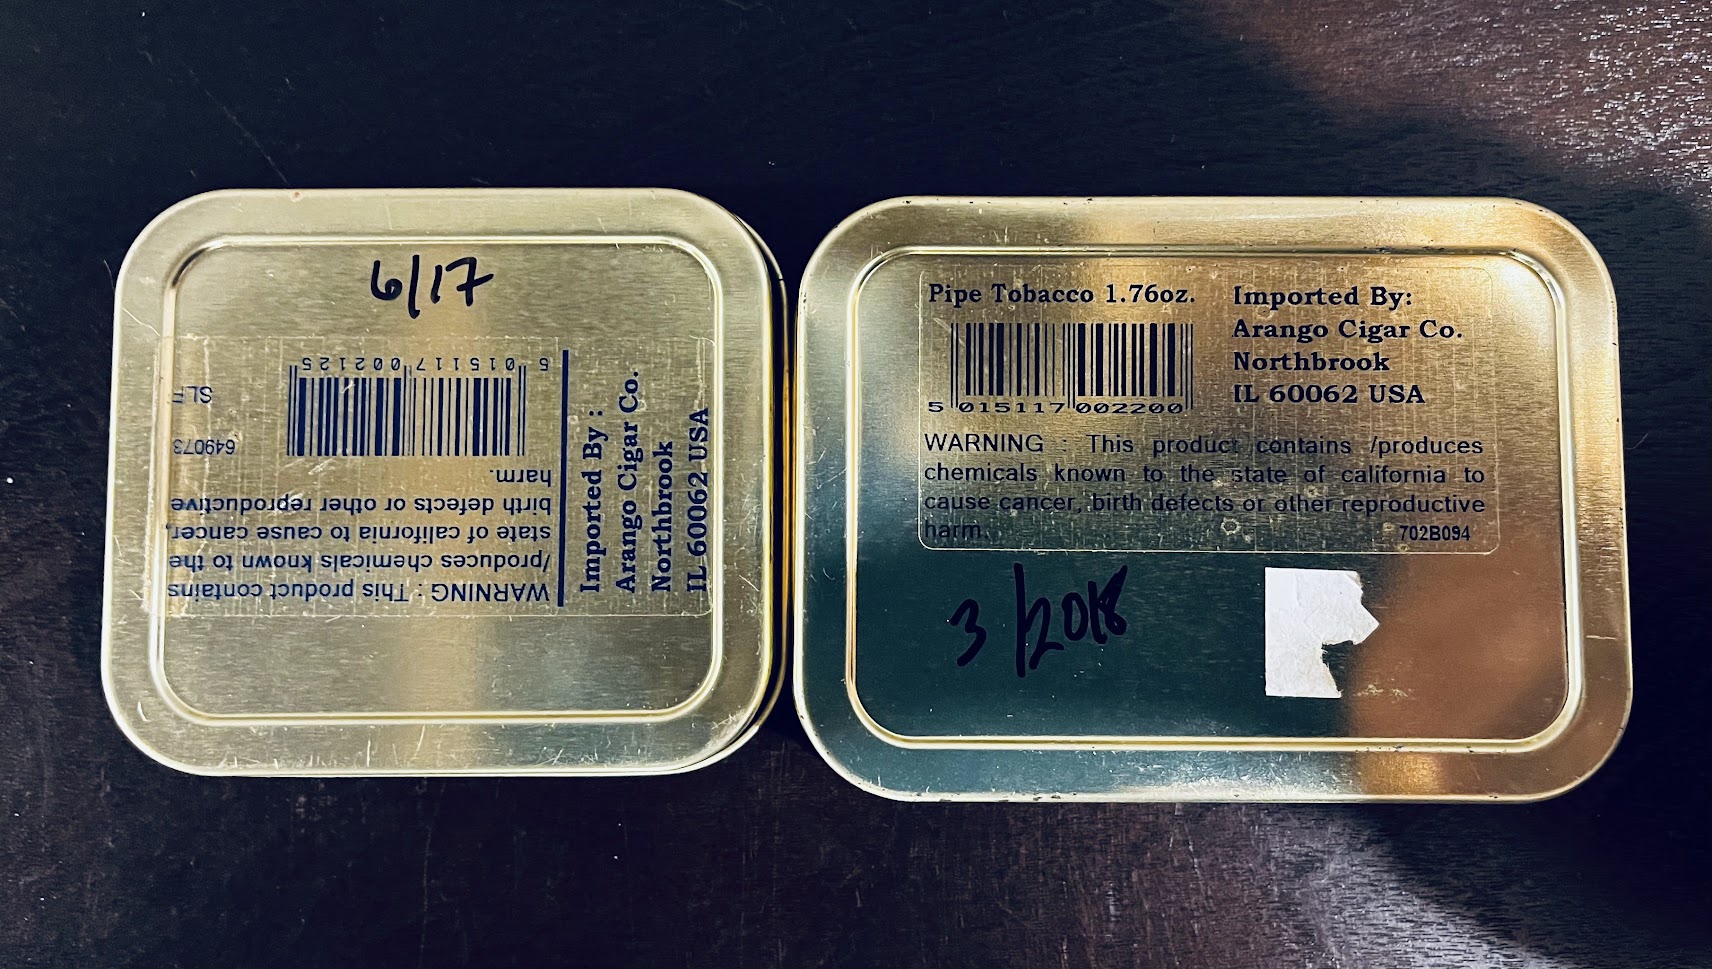 6/17
WARNING : This product contains
/produces chemicals known to the
state of california to cause cancer,
birth defects or other reproductive
harm.
649073
SLF
5 015117 002125
Imported By :
Arango Cigar Co.
Northbrook
IL 60062 USA
Pipe Tobacco 1.76oz.
5 015117 002200
Imported By:
Arango Cigar Co.
Northbrook
IL 60062 USA
WARNING : This product contains /produces
chemicals known to the state of california to
cause cancer, birth defects or other reproductive
harm.
702B094
3/2018